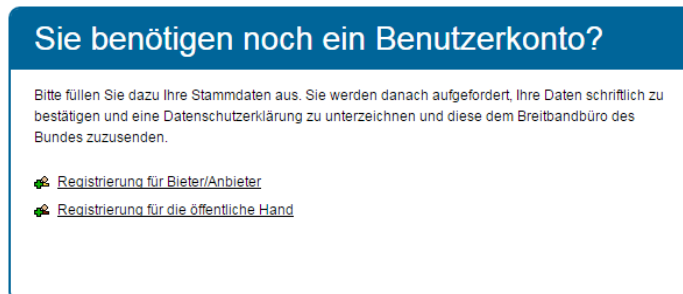 Sie benötigen noch ein Benutzerkonto?
Bitte füllen Sie dazu Ihre Stammdaten aus. Sie werden danach aufgefordert, Ihre Daten schriftlich zu
bestätigen und eine Datenschutzerklärung zu unterzeichnen und diese dem Breitbandbüro des
Bundes zuzusenden.
Registrierung für Bieter/Anbieter
Registrierung für die öffentliche Hand